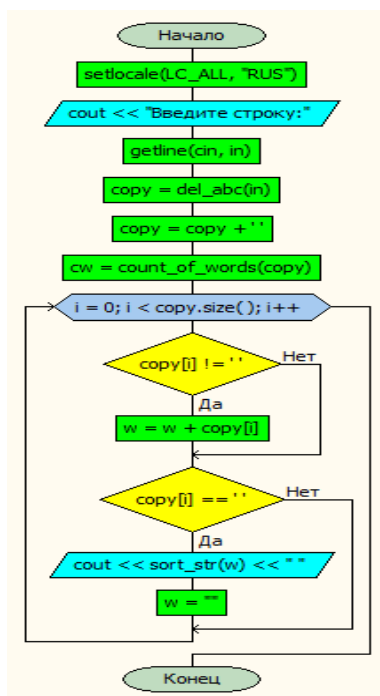 Начало
setlocale(LC_ALL, "RUS")
cout << "Введите строку:"
getline(cin, in)
copy = del_abc(in)
copy = copy + ' '
cw = count_of_words(copy)
i = 0; i < copy.size( ); i++
copy[i] != ' '
Нет
Да
w = w + copy[i]
copy[i] == ' '
Нет
Да
cout << sort_str(w) << " "
w = ""
Конец